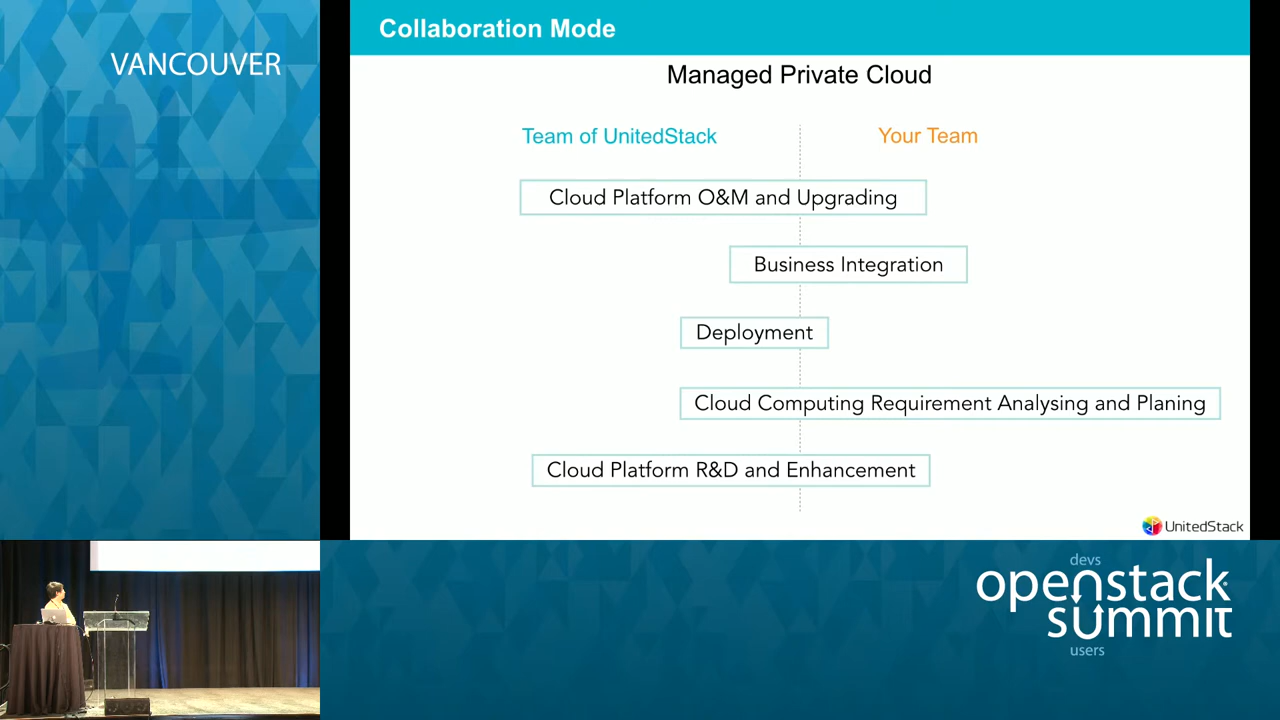 VANCOUVER
Collaboration Mode
Managed Private Cloud
Team of UnitedStack
Your Team
Cloud Platform O&M and Upgrading
Business Integration
Deployment
Cloud Computing Requirement Analysing and Planing
Cloud Platform R&D and Enhancement
UnitedStack
devs
openstack
summit
users